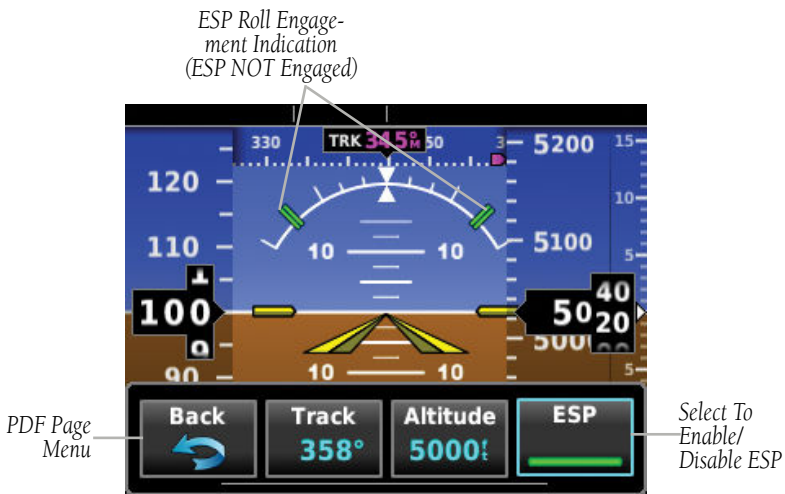 ESP Roll Engage-
ment Indication
(ESP NOT Engaged)
330 TRK 345°M 50 3
120
110
100
90
10 10
10 10
5200
5100
50 40
20
5000
15
10
5
5
PDF Page
Menu
Back
Track
358°
Altitude
5000ft
ESP
Select To
Enable/
Disable ESP